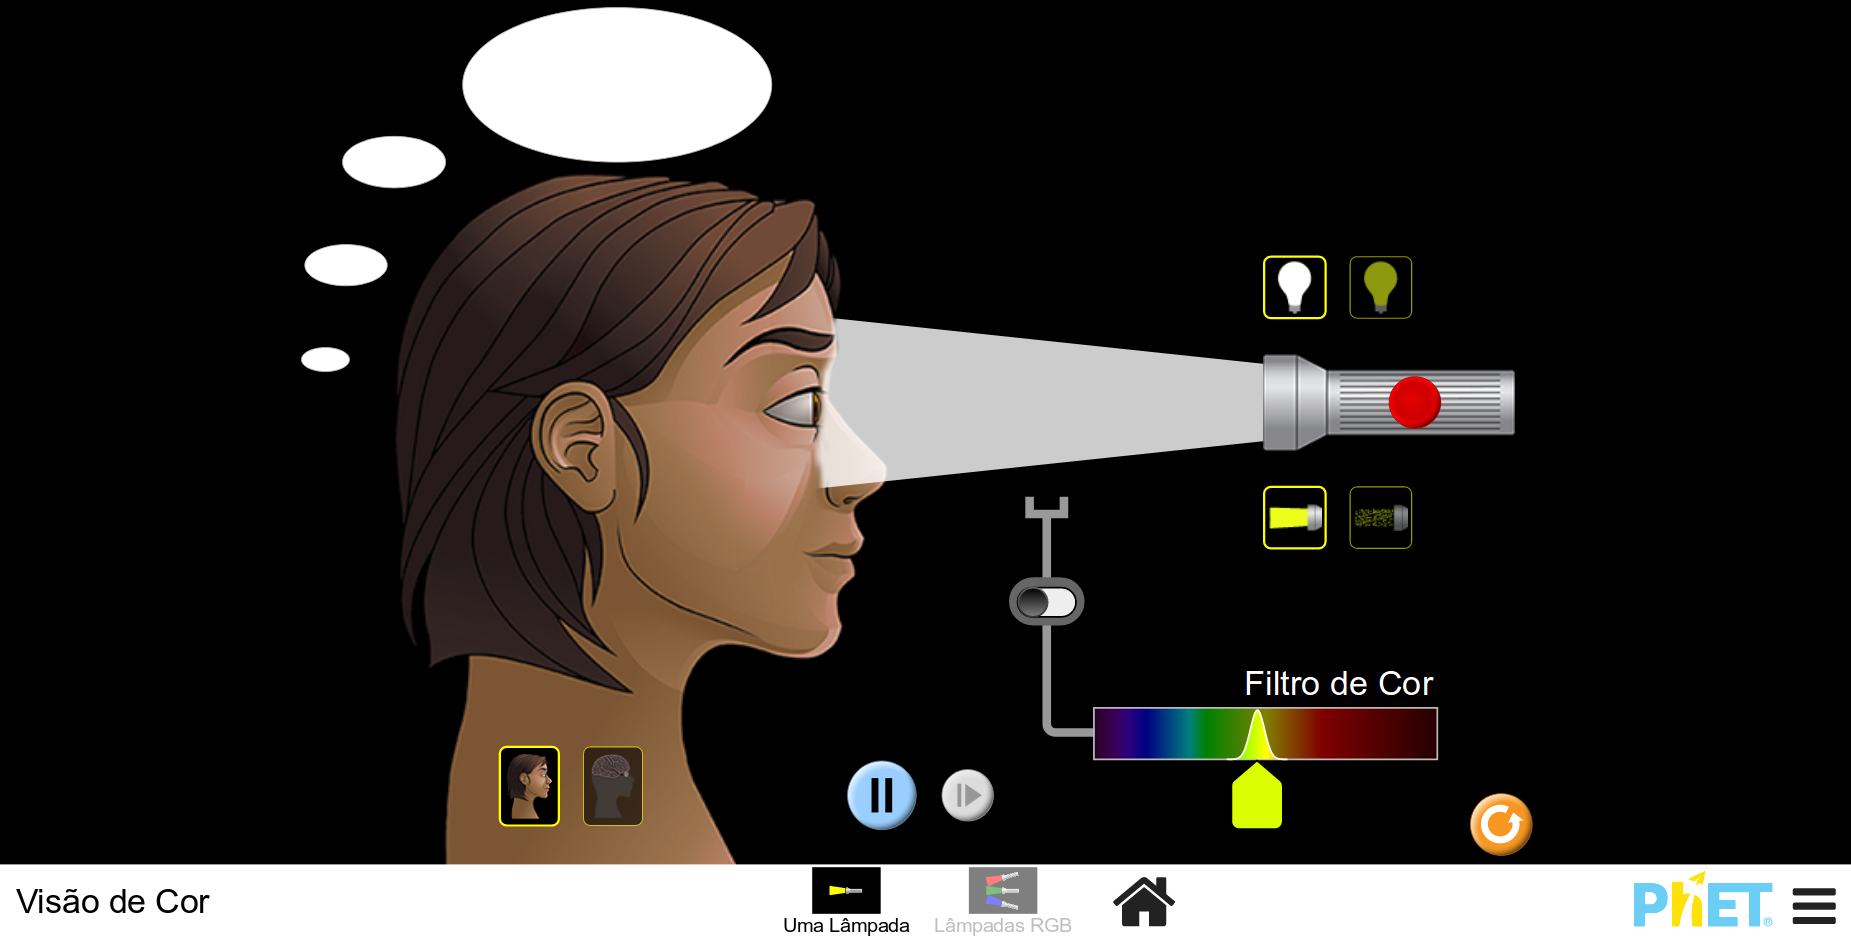 Filtro de Cor
Visão de Cor
Uma Lâmpada
Lâmpadas RGB
PhET®